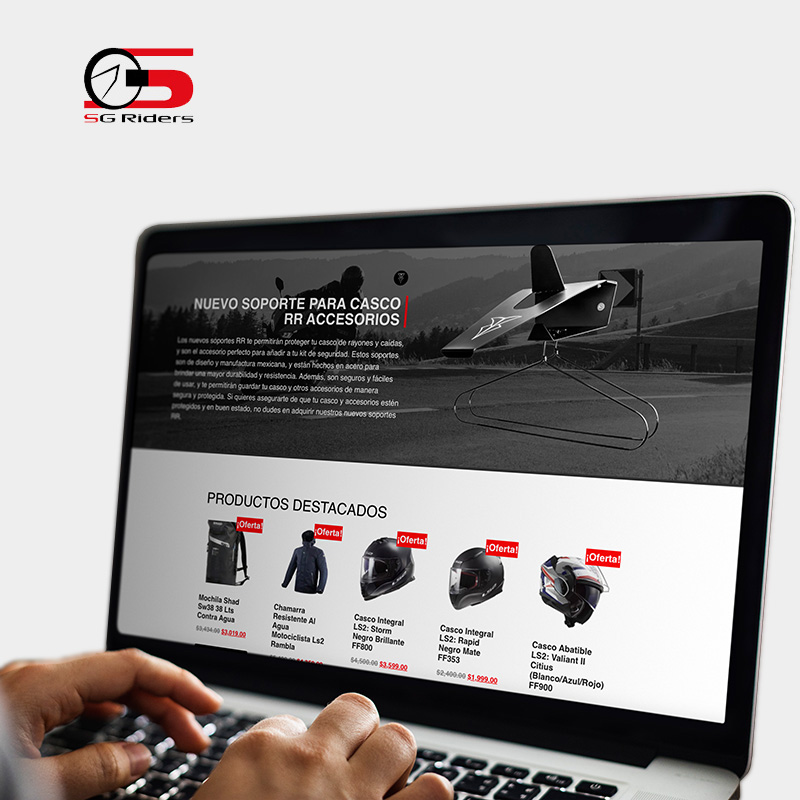 SG Riders
NUEVO SOPORTE PARA CASCO
RR ACCESORIOS
Los nuevos soportes RR te permitirán proteger tu casco de rayones y caídas,
y son el accesorio perfecto para añadir a tu kit de seguridad. Estos soportes
son de diseño y manufactura mexicana, y están hechos en acero para
brindar una mayor durabilidad y resistencia. Además, son seguros y fáciles
de usar, y te permitirán guardar tu casco y otros accesorios de manera
segura y protegida. Si quieres asegurarte de que tu casco y accesorios estén
protegidos y en buen estado, no dudes en adquirir nuestros nuevos soportes
RR.
PRODUCTOS DESTACADOS
¡Oferta!
¡Oferta!
¡Oferta!
¡Oferta!
¡Oferta!
Mochila Shad
Sw38 38 Lts
Contra Agua
$3,434.00 $3,019.00
Chamarra
Resistente Al
Agua
Motociclista Ls2
Rambla
Casco Integral
LS2: Storm
Negro Brillante
FF800
$4,500.00 $3,599.00
Casco Integral
LS2: Rapid
Negro Mate
FF353
$2,400.00 $1,999.00
Casco Abatible
LS2: Valiant II
Citius
(Blanco/Azul/Rojo)
FF900